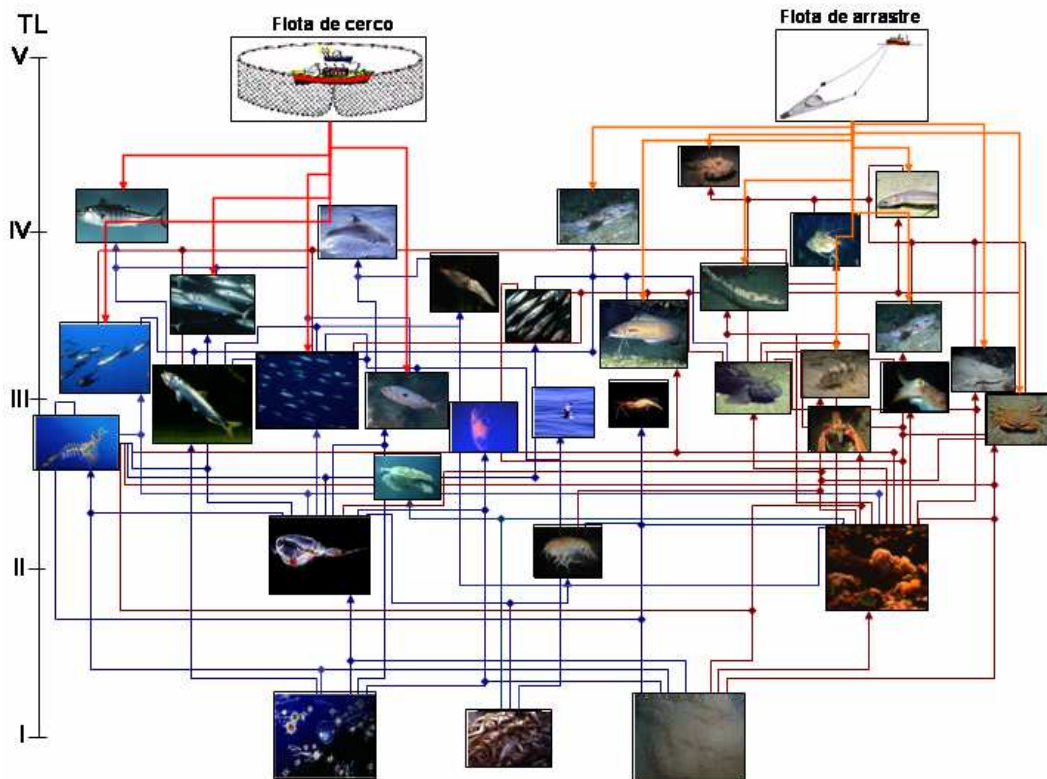 TL
Flota de cerco
Flota de arrastre
V
IV
III
II
I